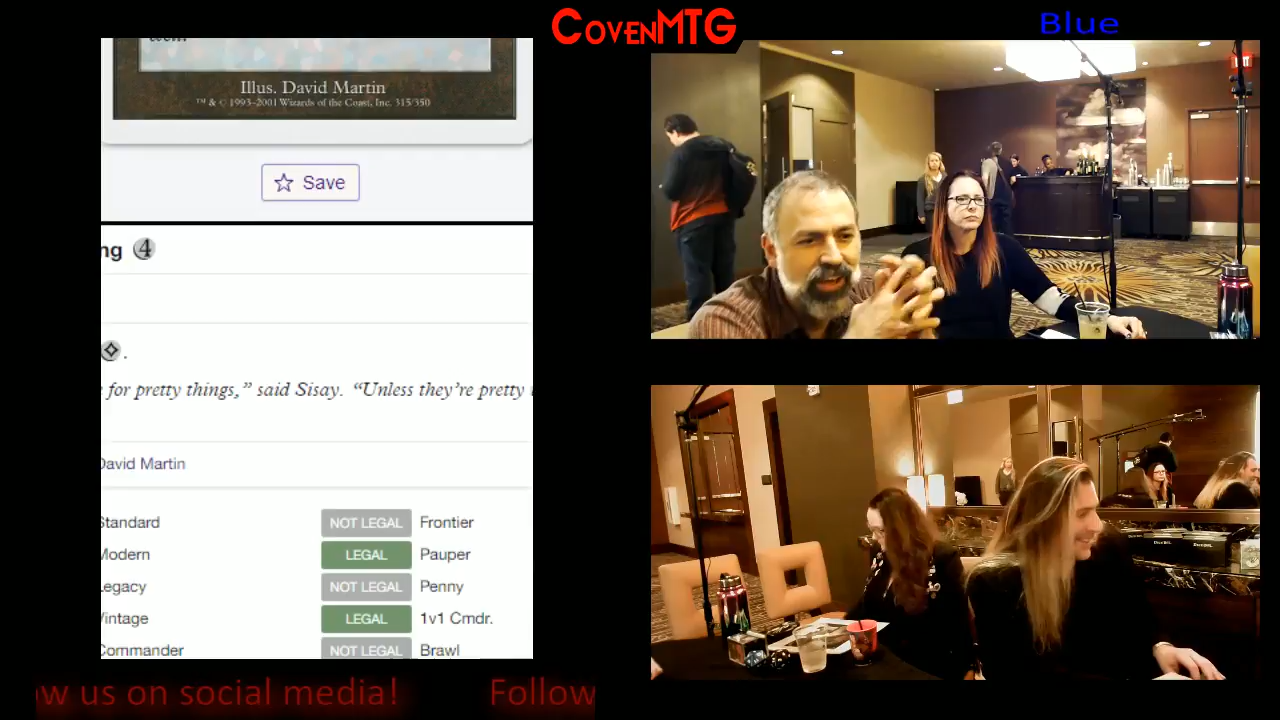 CovenMTG
Blue
Illus. David Martin
™ & © 1993-2001 Wizards of the Coast, Inc. 315/350
Save
ng 4
.
for pretty things,” said Sisay. “Unless they’re pretty
David Martin
Standard NOT LEGAL Frontier
Modern LEGAL Pauper
Legacy NOT LEGAL Penny
Vintage LEGAL 1v1 Cmdr.
Commander NOT LEGAL Brawl
ow us on social media! Follow
EXIT